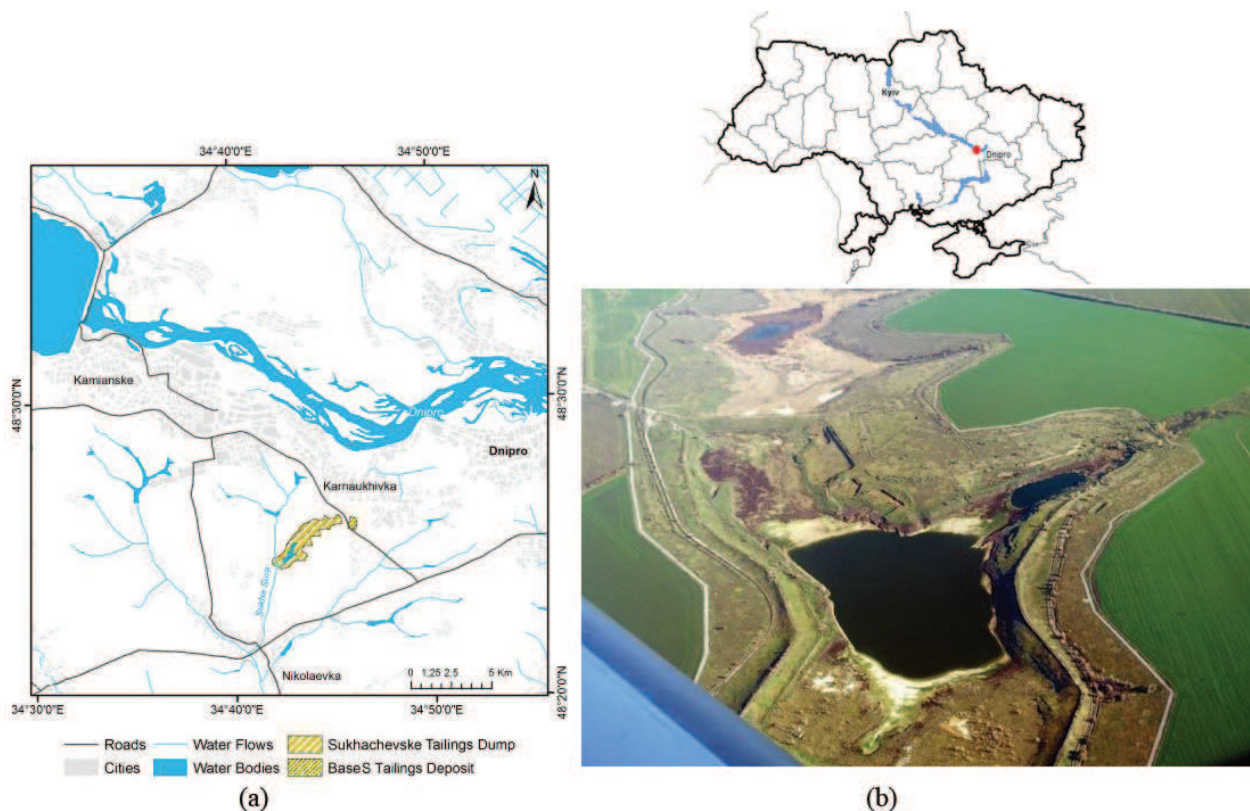 Kyiv
Dnipro
34°40'0"E
34°50'0"E
N
Kamianske
Dnipro
Dnipro
Karnaukhivka
Sukha Sura
Nikolaevka
0 1,25 2,5 5 Km
48°30'0"N
48°30'0"N
48°20'0"N
34°30'0"E
34°40'0"E
34°50'0"E
Roads
Water Flows
Sukhachevske Tailings Dump
Cities
Water Bodies
BaseS Tailings Deposit
(a)
(b)